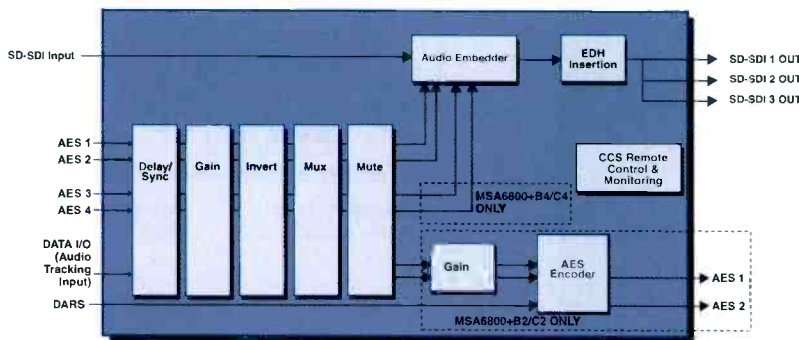 SD-SDI Input
Audio Embedder
EDH
Insertion
SD-SDI 1 OUT
SD-SDI 2 OUT
SD-SDI 3 OUT
AES 1
AES 2
AES 3
AES 4
DATA I/O
(Audio
Tracking
Input)
DARS
Delay/
Sync
Gain
Invert
Mux
Mute
CCS Remote
Control &
Monitoring
MSA6800+B4/C4
ONLY
Gain
AES
Encoder
AES 1
AES 2
MSA6800+B2/C2 ONLY